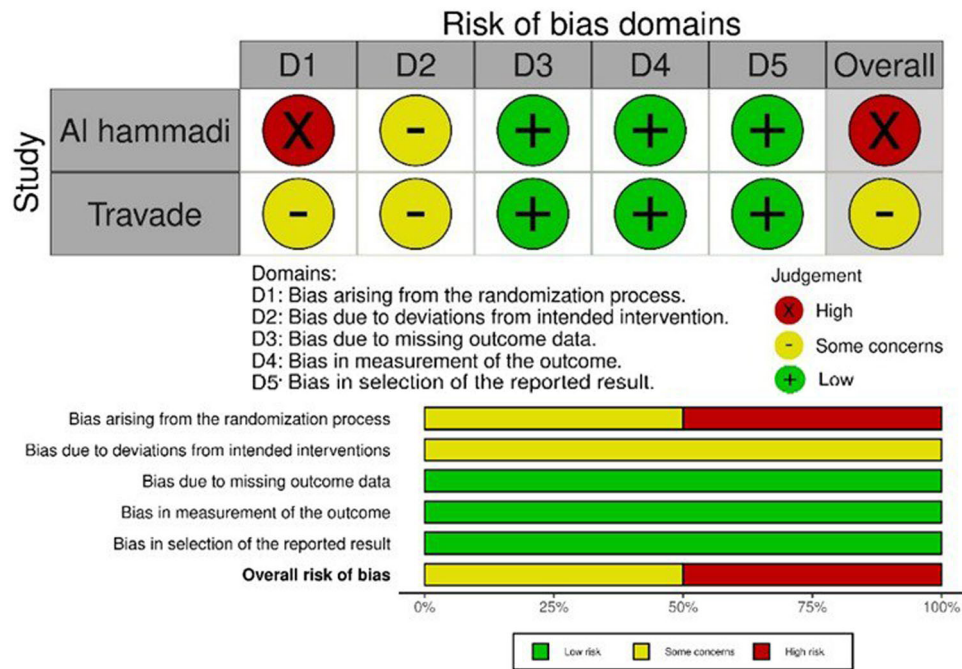 Risk of bias domains
D1 D2 D3 D4 D5 Overall
Study
Al hammadi X - + + + X
Travade - - + + + -
Domains:
D1: Bias arising from the randomization process.
D2: Bias due to deviations from intended intervention.
D3: Bias due to missing outcome data.
D4: Bias in measurement of the outcome.
D5: Bias in selection of the reported result.
Judgement
X High
- Some concerns
+ Low
Bias arising from the randomization process
Bias due to deviations from intended interventions
Bias due to missing outcome data
Bias in measurement of the outcome
Bias in selection of the reported result
Overall risk of bias
0% 25% 50% 75% 100%
Low risk Some concerns High risk